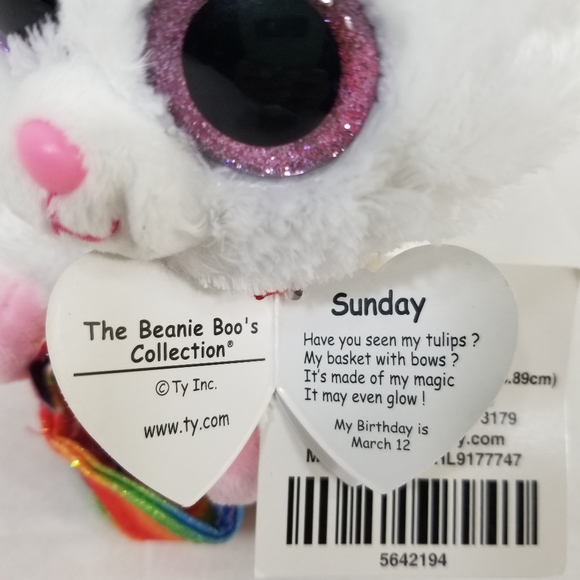 The Beanie Boo's
Collection®
© Ty Inc.
www.ty.com
Sunday
Have you seen my tulips ?
My basket with bows ?
It's made of my magic
It may even glow !
My Birthday is
March 12
.89cm)
3179
y.com
HL9177747
5642194